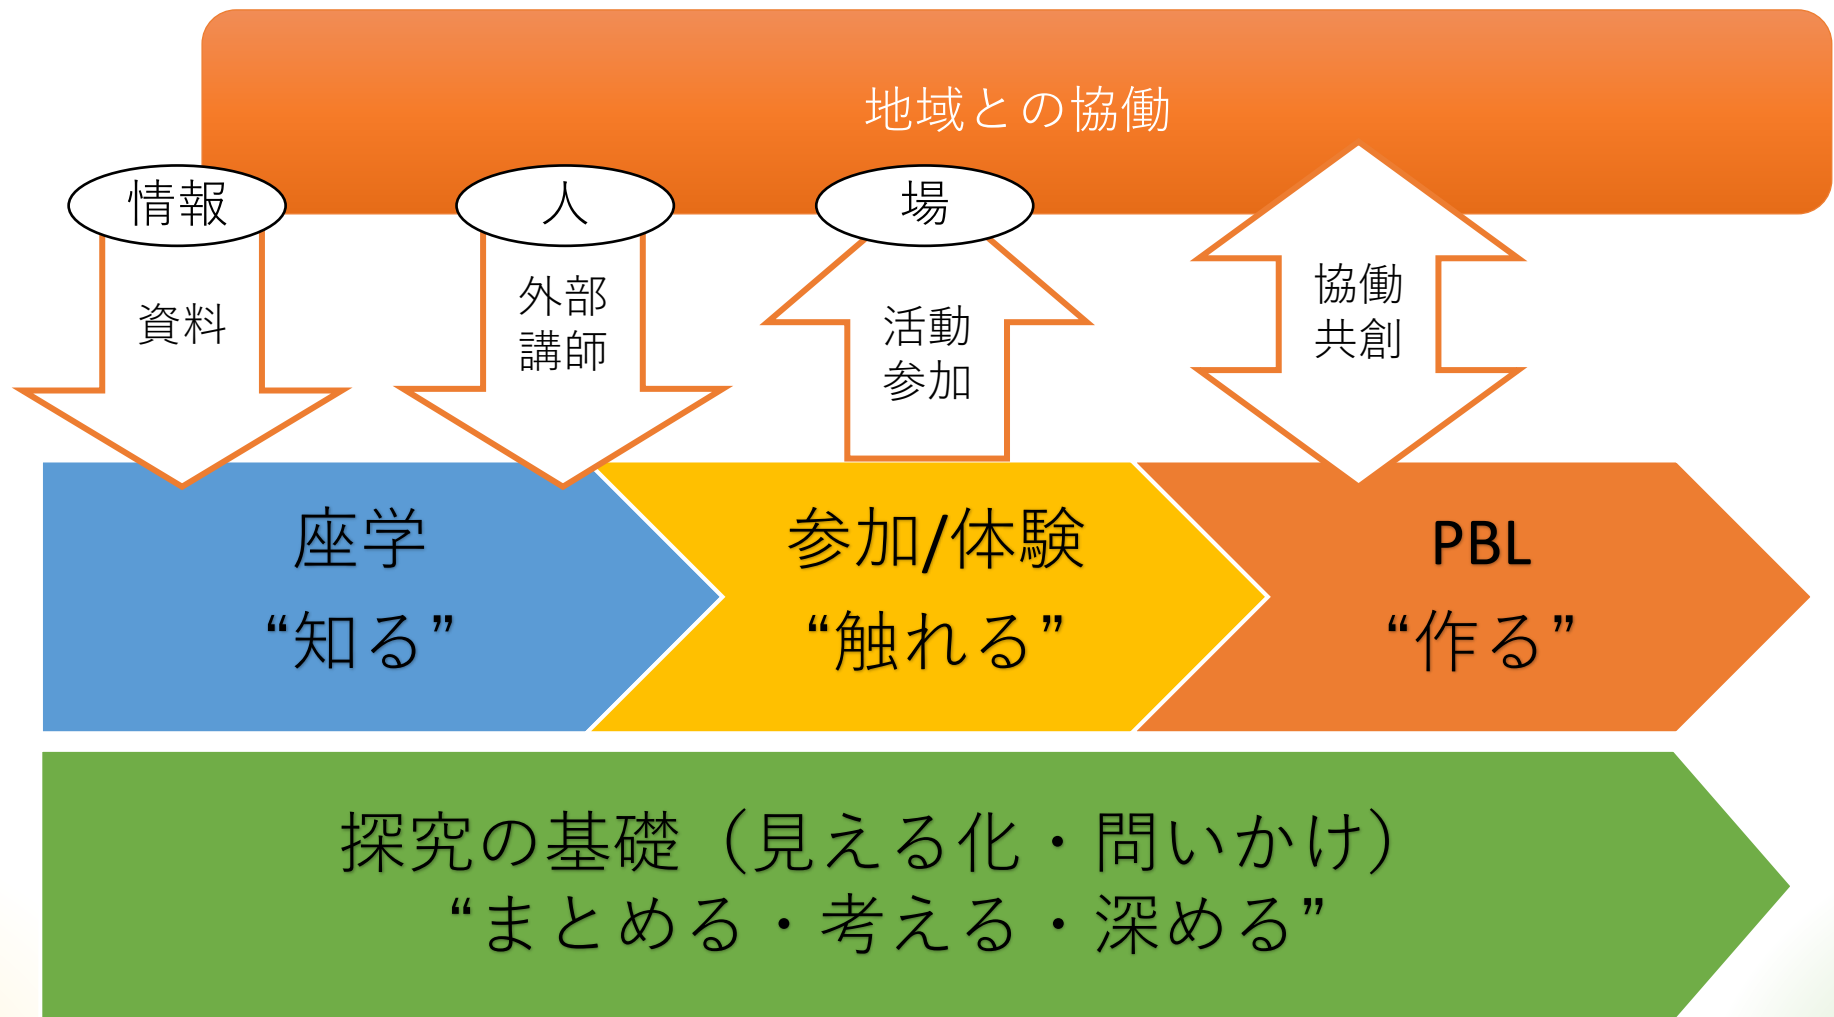 地域との協働
情報
人
場
資料
外部
講師
活動
参加
協働
共創
座学
“知る”
参加/体験
“触れる”
PBL
“作る”
探究の基礎（見える化・問いかけ）
“まとめる・考える・深める”